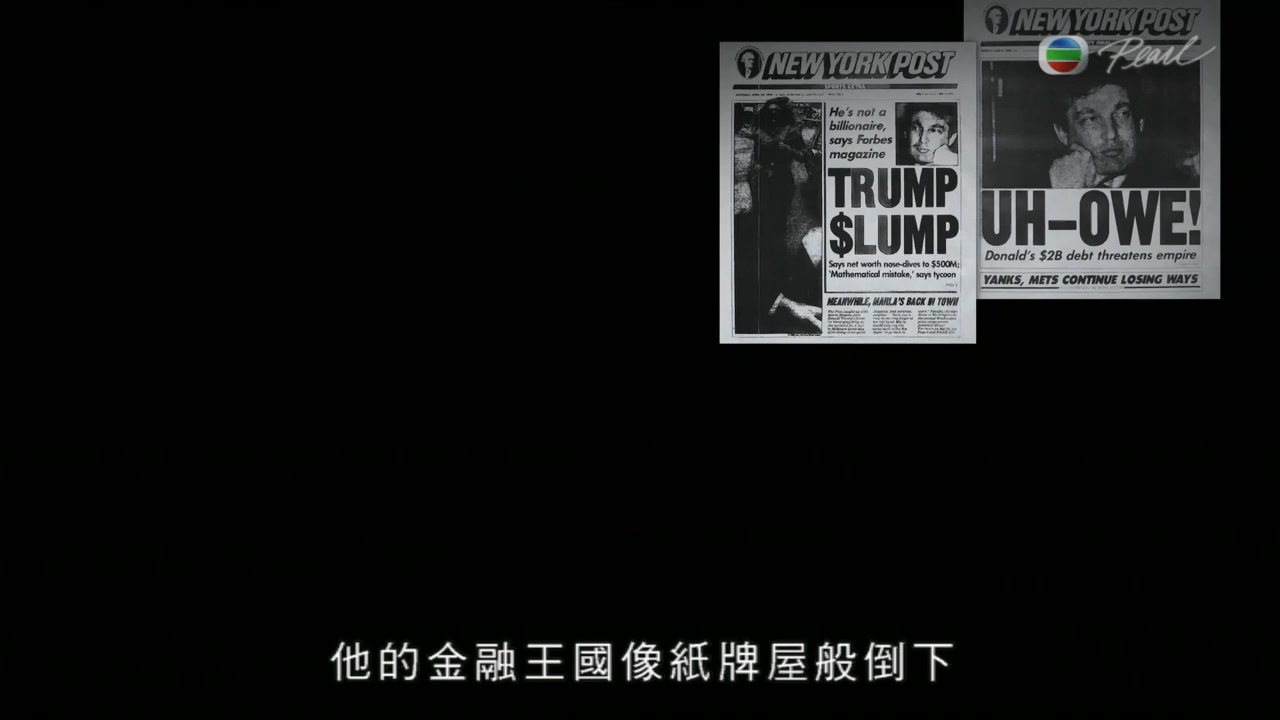 NEW YORK POST
SPORTS EXTRA
He's not a
billionaire,
says Forbes
magazine
TRUMP
$LUMP
Says net worth nose-dives to $500M;
'Mathematical mistake,' says tycoon
MEANWHILE, MARLA'S BACK IN TOWN
NEW YORK POST
Pearl
UH-OWE!
Donald's $2B debt threatens empire
YANKS, METS CONTINUE LOSING WAYS
他的金融王國像紙牌屋般倒下